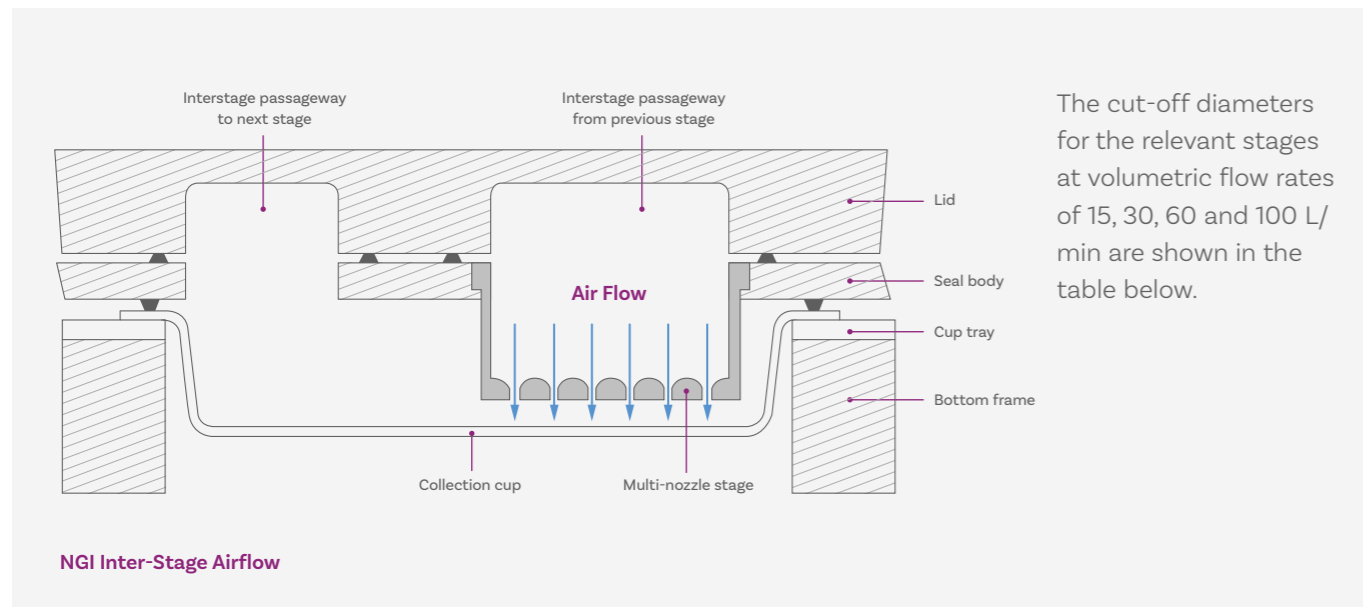 Interstage passageway
to next stage
Interstage passageway
from previous stage
The cut-off diameters
for the relevant stages
at volumetric flow rates
of 15, 30, 60 and 100 L/
min are shown in the
table below.
Lid
Air Flow
Seal body
Cup tray
Bottom frame
Collection cup
Multi-nozzle stage
NGI Inter-Stage Airflow